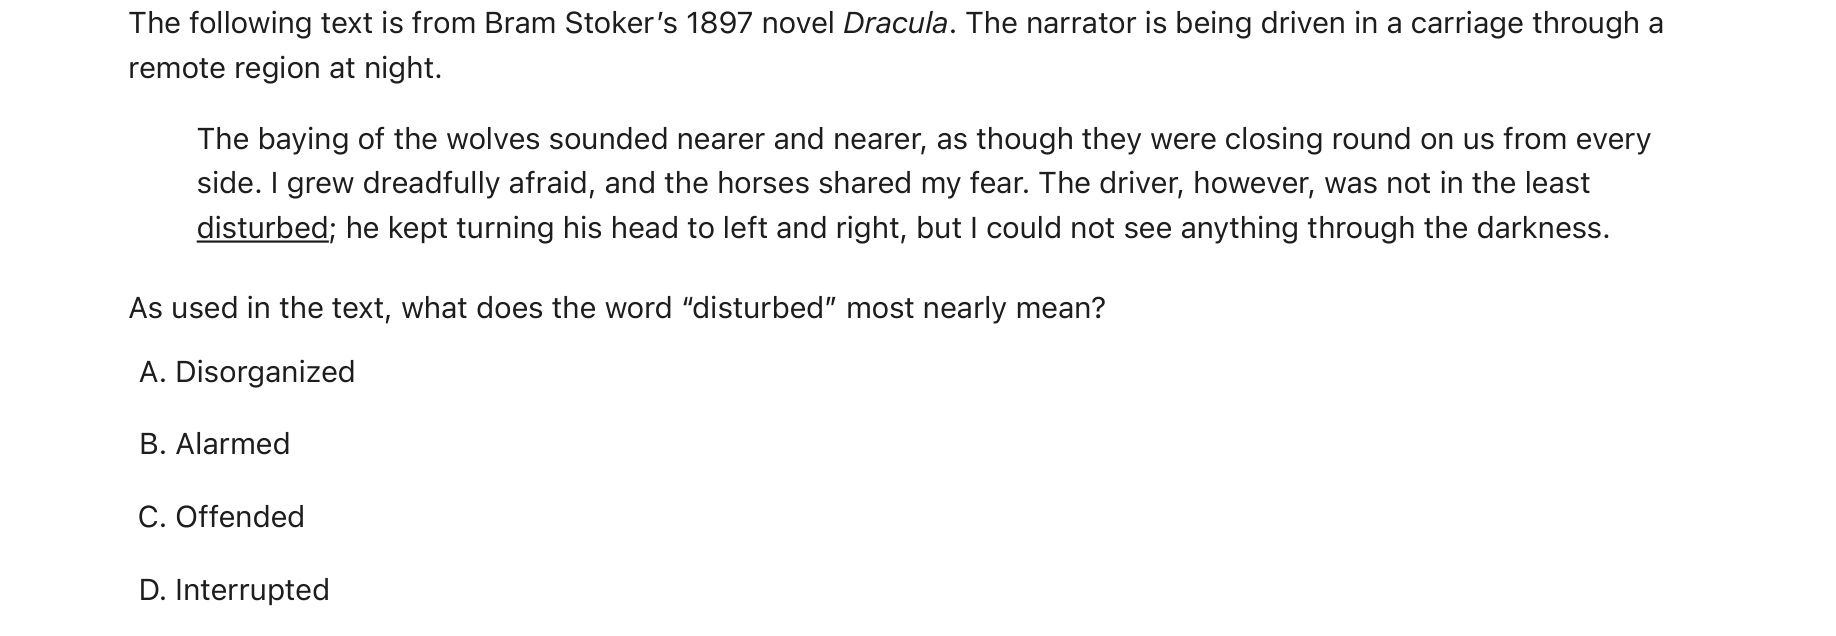 The following text is from Bram Stoker’s 1897 novel Dracula. The narrator is being driven in a carriage through a
remote region at night.
The baying of the wolves sounded nearer and nearer, as though they were closing round on us from every
side. I grew dreadfully afraid, and the horses shared my fear. The driver, however, was not in the least
disturbed; he kept turning his head to left and right, but I could not see anything through the darkness.
As used in the text, what does the word “disturbed” most nearly mean?
A. Disorganized
B. Alarmed
C. Offended
D. Interrupted